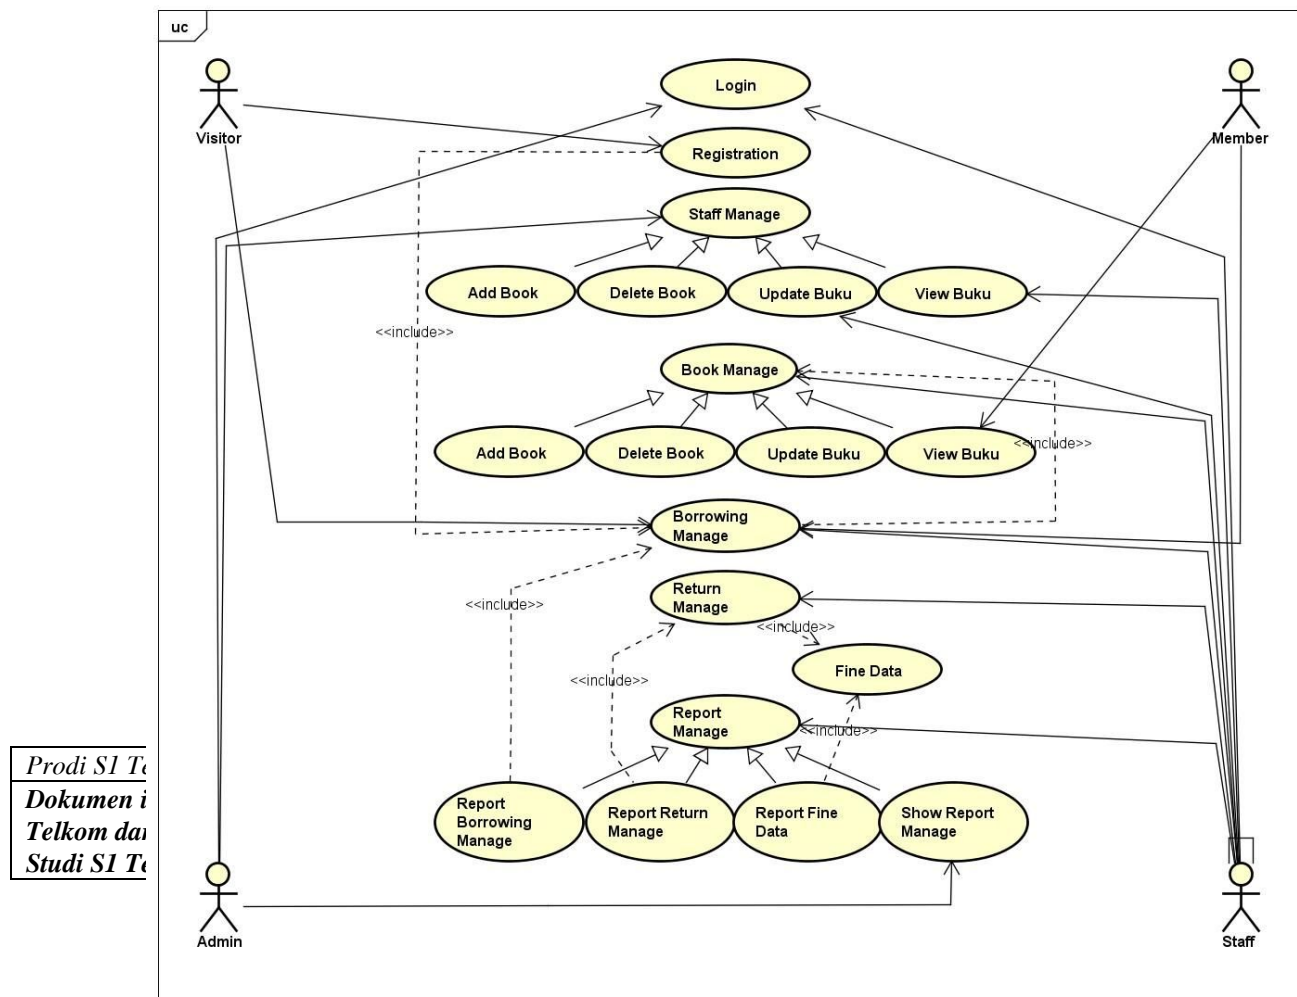 uc
Visitor
Member
Login
Registration
Staff Manage
Add Book
Delete Book
Update Buku
View Buku
<<include>>
Book Manage
<<include>>
Add Book
Delete Book
Update Buku
View Buku
Borrowing
Manage
Return
Manage
<<include>>
<<include>>
Fine Data
<<include>>
Report
Manage
<<include>>
Report
Borrowing
Manage
Report Return
Manage
Report Fine
Data
Show Report
Manage
Prodi S1 Te
Dokumen i
Telkom dan
Studi S1 Te
Admin
Staff